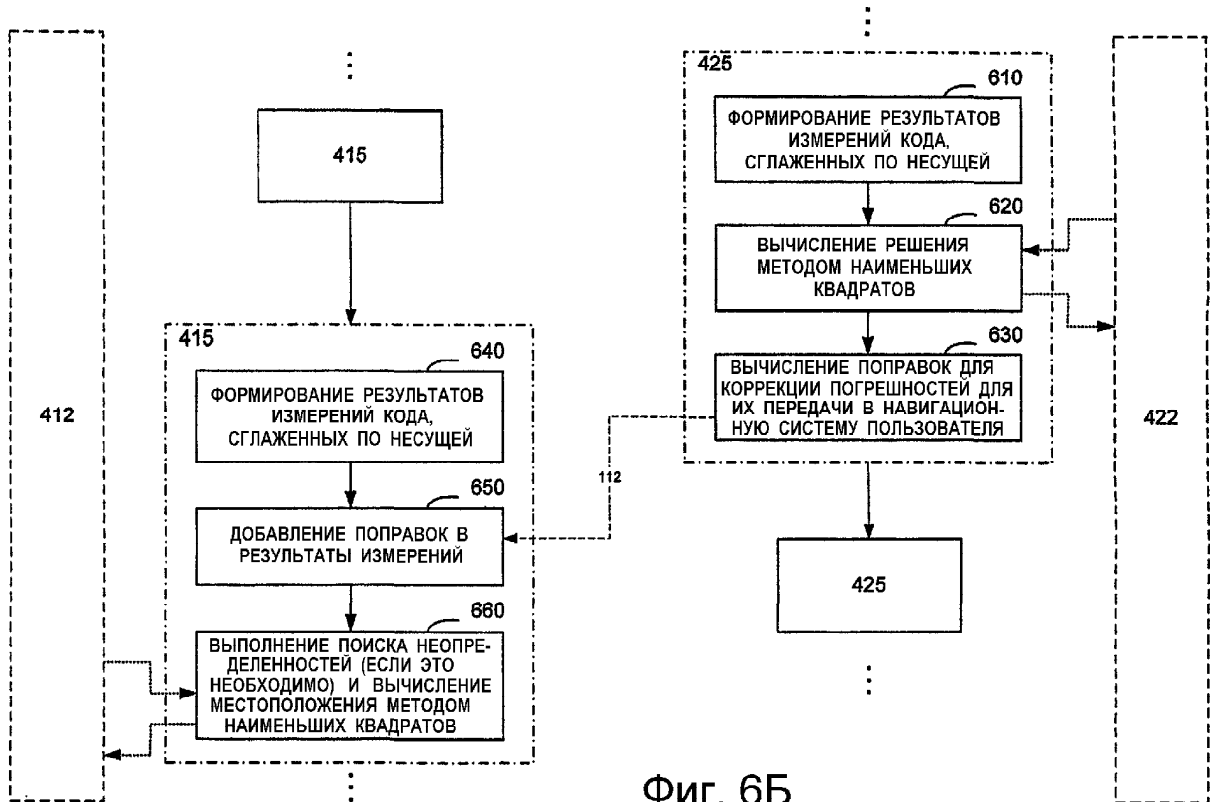 412
415
415
640
ФОРМИРОВАНИЕ РЕЗУЛЬТАТОВ
ИЗМЕРЕНИЙ КОДА,
СГЛАЖЕННЫХ ПО НЕСУЩЕЙ
650
ДОБАВЛЕНИЕ ПОПРАВОК В
РЕЗУЛЬТАТЫ ИЗМЕРЕНИЙ
660
ВЫПОЛНЕНИЕ ПОИСКА НЕОПРЕ-
ДЕЛЕННОСТЕЙ (ЕСЛИ ЭТО
НЕОБХОДИМО) И ВЫЧИСЛЕНИЕ
МЕСТОПОЛОЖЕНИЯ МЕТОДОМ
НАИМЕНЬШИХ КВАДРАТОВ
112
425
610
ФОРМИРОВАНИЕ РЕЗУЛЬТАТОВ
ИЗМЕРЕНИЙ КОДА,
СГЛАЖЕННЫХ ПО НЕСУЩЕЙ
620
ВЫЧИСЛЕНИЕ РЕШЕНИЯ
МЕТОДОМ НАИМЕНЬШИХ
КВАДРАТОВ
630
ВЫЧИСЛЕНИЕ ПОПРАВОК ДЛЯ
КОРРЕКЦИИ ПОГРЕШНОСТЕЙ ДЛЯ
ИХ ПЕРЕДАЧИ В НАВИГАЦИОН-
НУЮ СИСТЕМУ ПОЛЬЗОВАТЕЛЯ
425
422
Фиг. 6Б